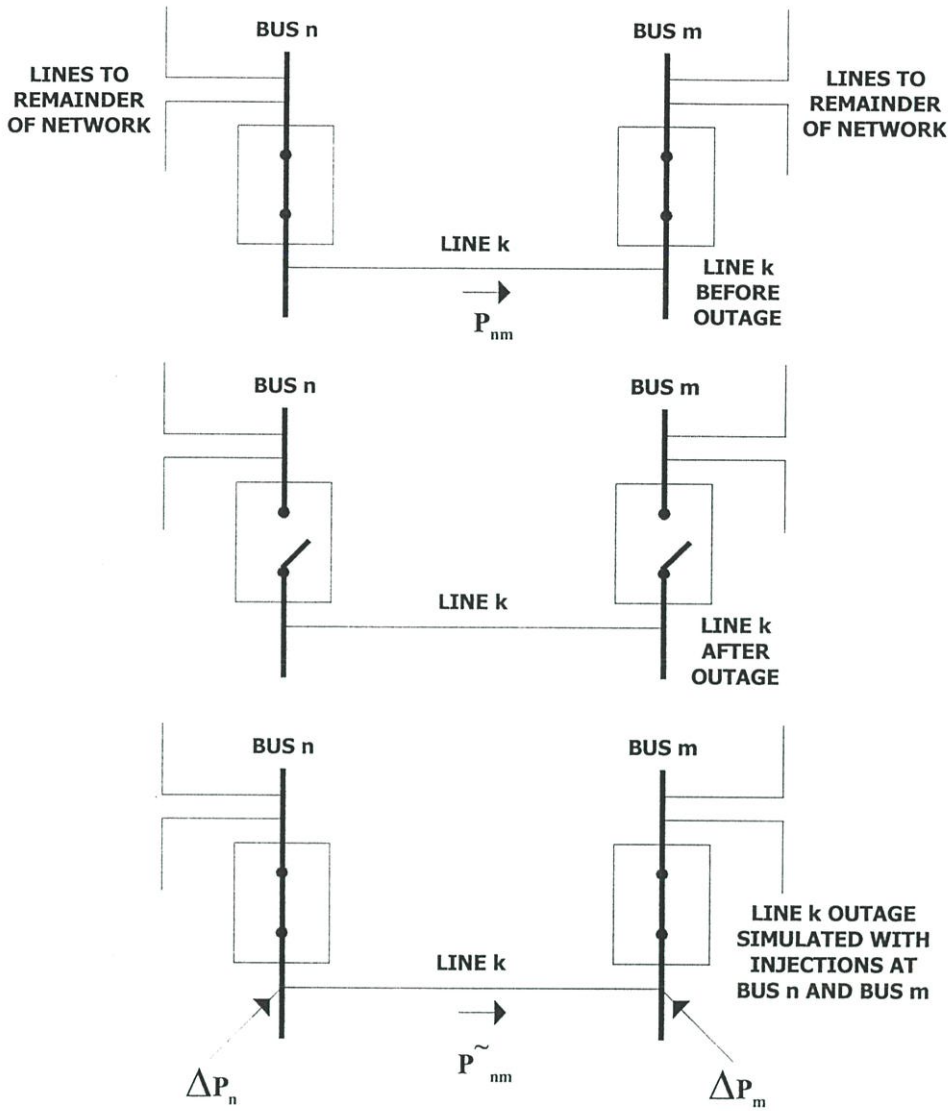 BUS n
BUS m
LINES TO
REMAINDER
OF NETWORK
LINES TO
REMAINDER
OF NETWORK
LINE k
P_nm
LINE k
BEFORE
OUTAGE
BUS n
BUS m
LINE k
LINE k
AFTER
OUTAGE
BUS n
BUS m
LINE k
LINE k OUTAGE
SIMULATED WITH
INJECTIONS AT
BUS n AND BUS m
P~_nm
ΔP_n
ΔP_m